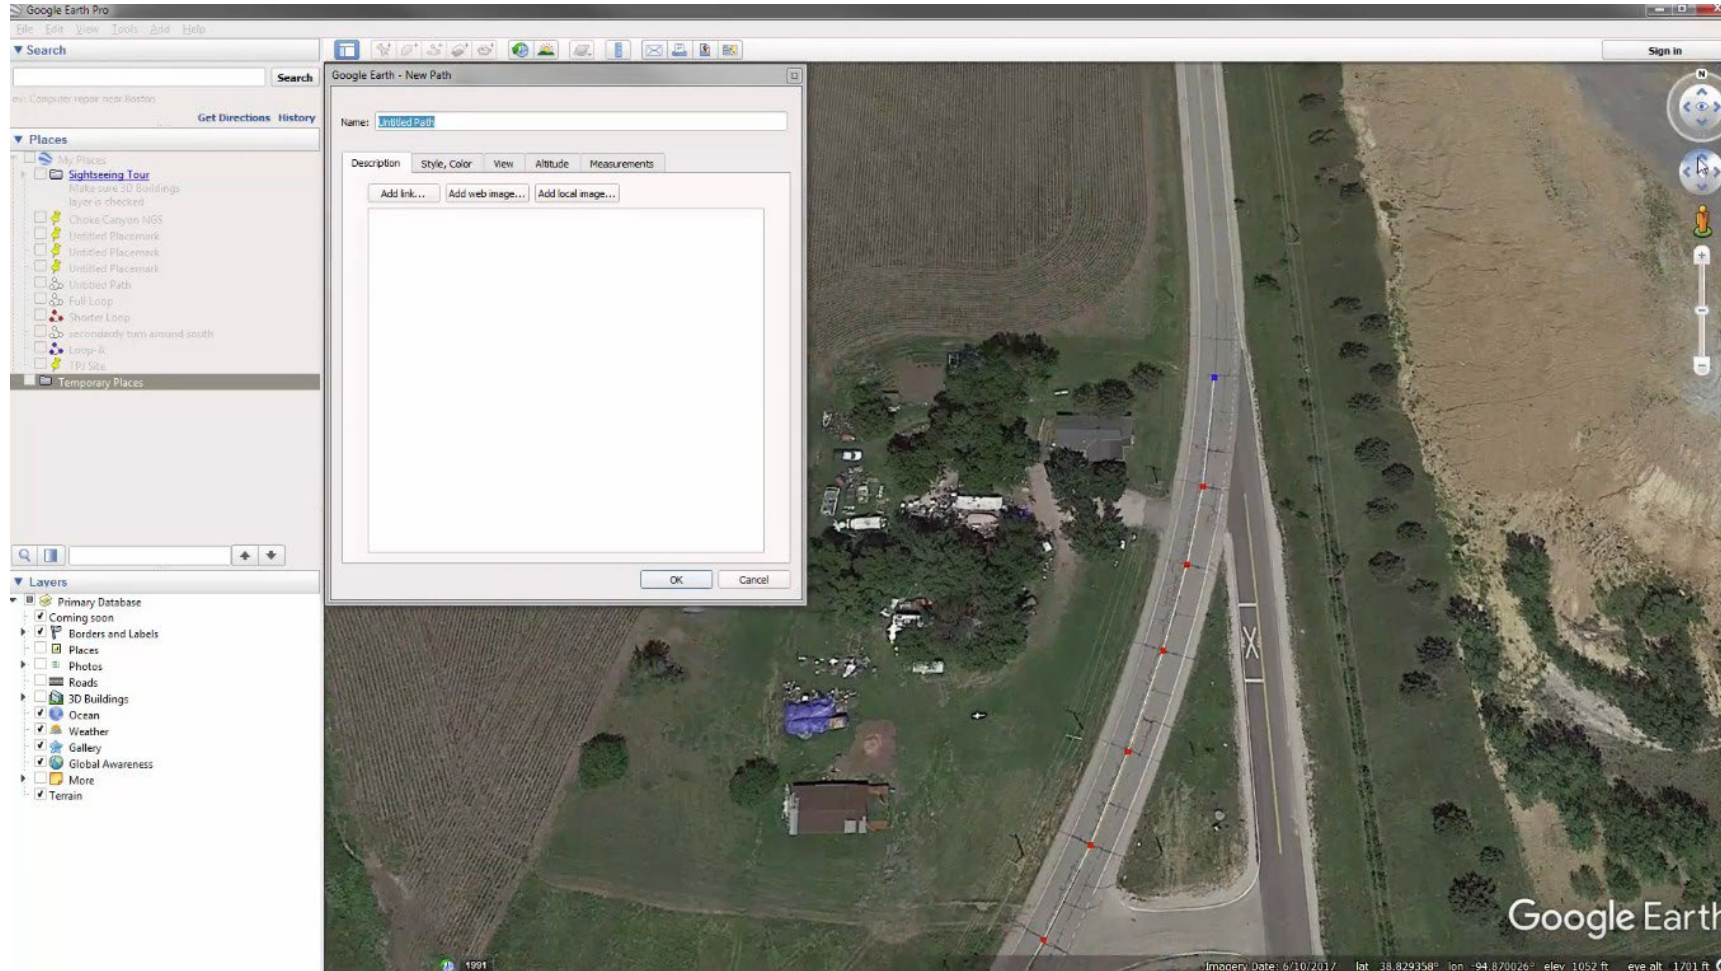 Google Earth Pro
File Edit View Tools Add Help
Search
Sign in
Search
ex: Computer repair near Boston
Get Directions History
Places
My Places
Sightseeing Tour
Make sure 3D Buildings
layer is checked
Choke Canyon NGS
Untitled Placemark
Untitled Placemark
Untitled Placemark
Untitled Path
Full Loop
Shorter Loop
secondardy turn around south
Loop-A
TPJ Site
Temporary Places
Layers
Primary Database
Coming soon
Borders and Labels
Places
Photos
Roads
3D Buildings
Ocean
Weather
Gallery
Global Awareness
More
Terrain
Google Earth - New Path
Name: Untitled Path
Description Style, Color View Altitude Measurements
Add link... Add web image... Add local image...
OK Cancel
N
Google Earth
1991
Imagery Date: 6/10/2017 lat 38.829358° lon -94.870026° elev 1052 ft eye alt 1701 ft